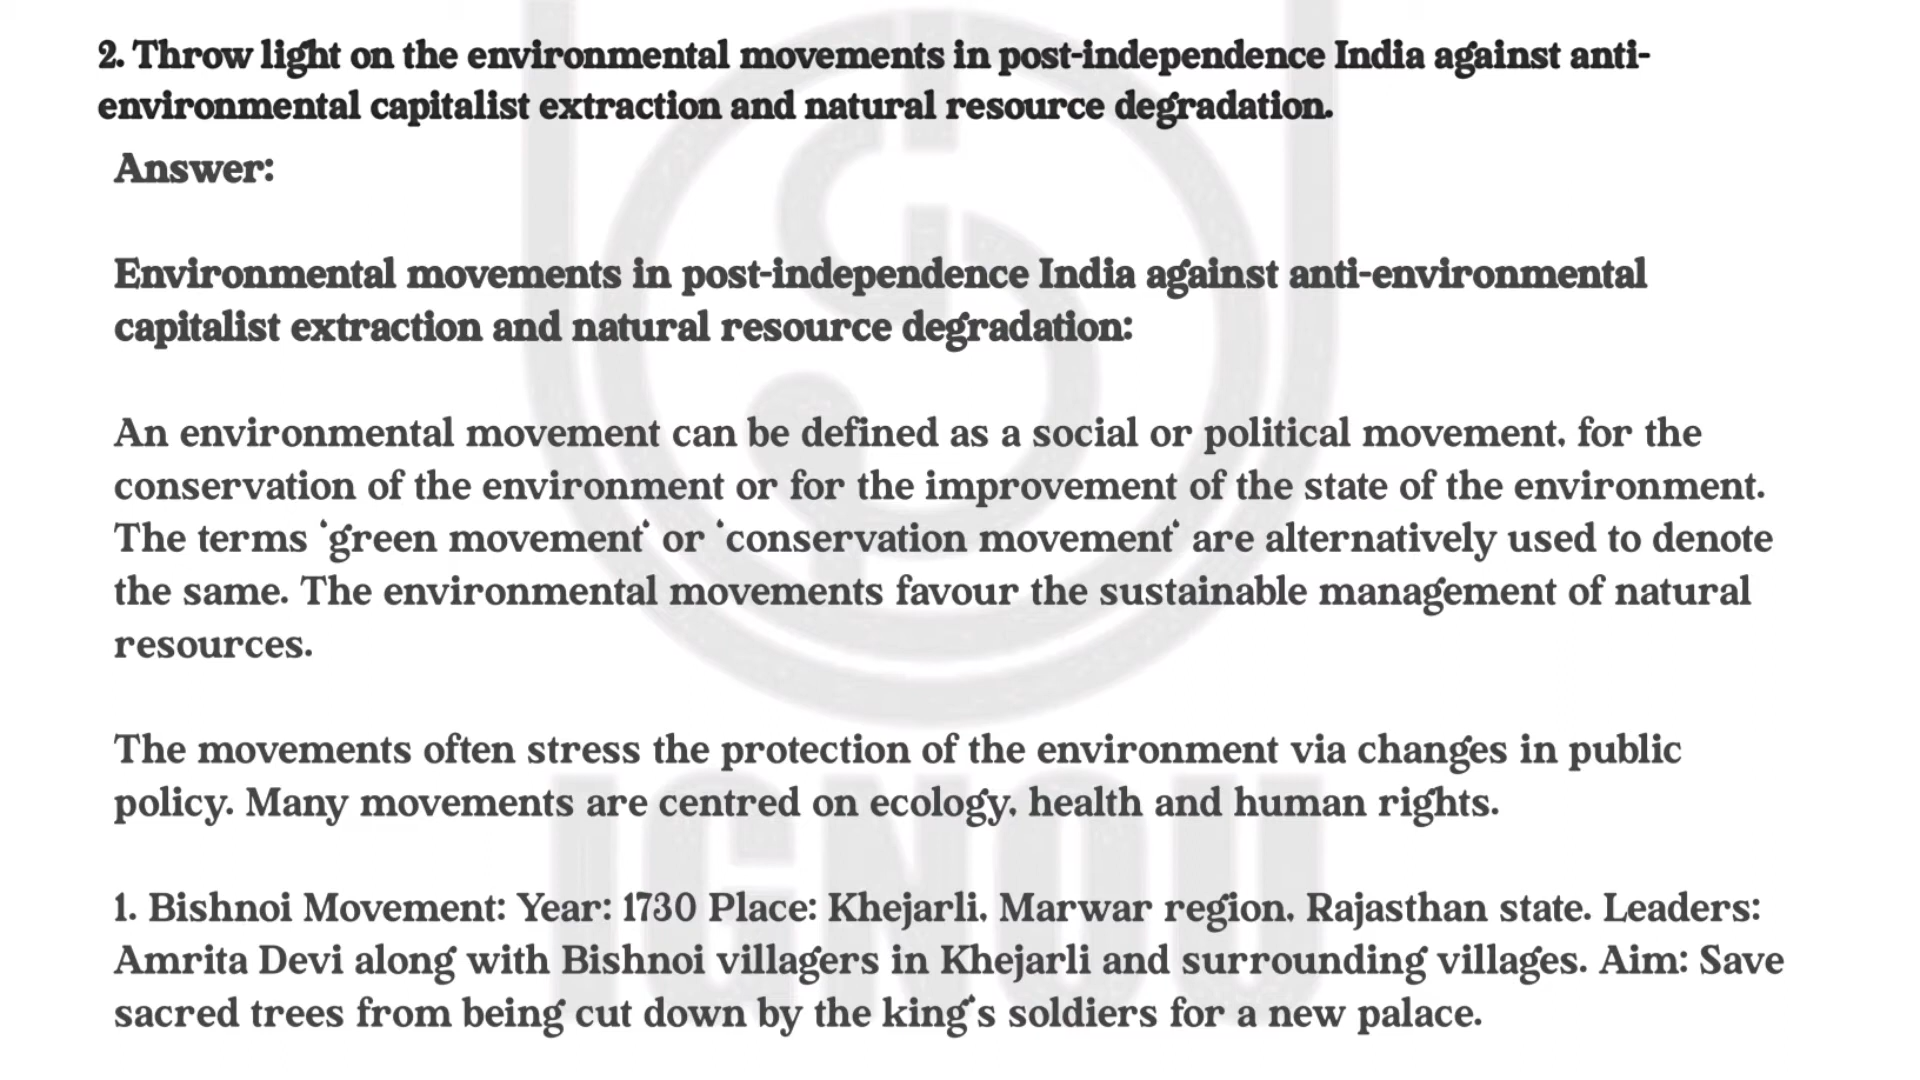 2. Throw light on the environmental movements in post-independence India against anti-
environmental capitalist extraction and natural resource degradation.
Answer:
Environmental movements in post-independence India against anti-environmental
capitalist extraction and natural resource degradation:
An environmental movement can be defined as a social or political movement, for the
conservation of the environment or for the improvement of the state of the environment.
The terms ‘green movement‘ or ‘conservation movement‘ are alternatively used to denote
the same. The environmental movements favour the sustainable management of natural
resources.
The movements often stress the protection of the environment via changes in public
policy. Many movements are centred on ecology, health and human rights.
1. Bishnoi Movement: Year: 1730 Place: Khejarli, Marwar region, Rajasthan state. Leaders:
Amrita Devi along with Bishnoi villagers in Khejarli and surrounding villages. Aim: Save
sacred trees from being cut down by the king‘s soldiers for a new palace.
IGNOU